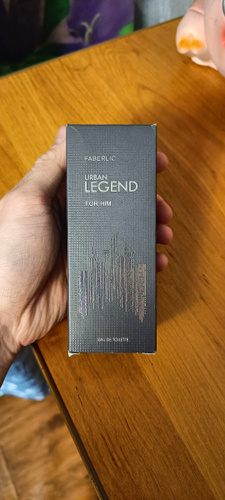 FABERLIC
URBAN
LEGEND
FOR HIM
EAU DE TOILETTE